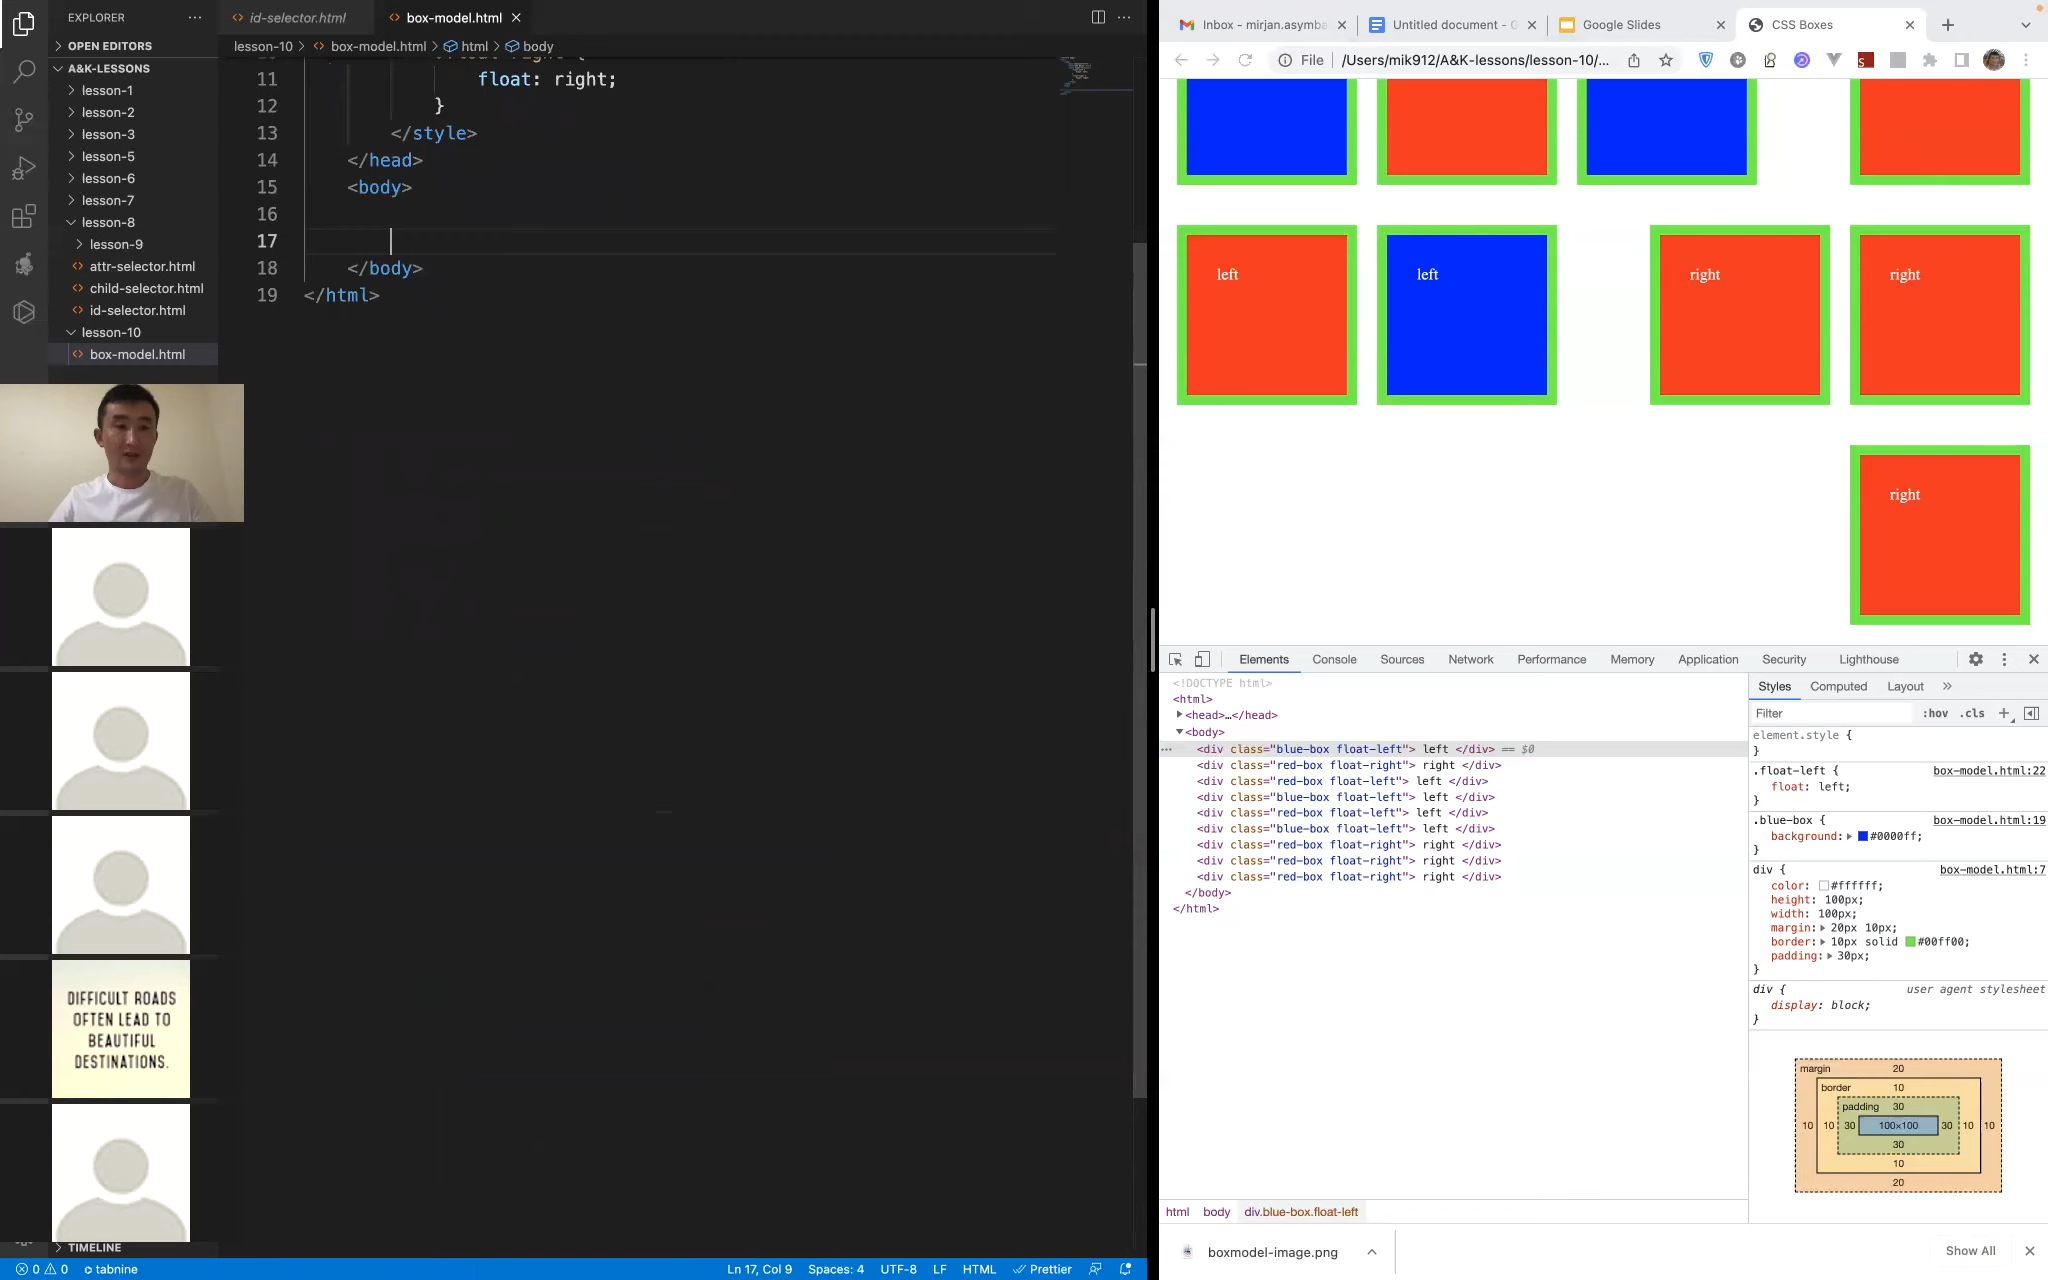 EXPLORER
OPEN EDITORS
A&K-LESSONS
lesson-1
lesson-2
lesson-3
lesson-5
lesson-6
lesson-7
lesson-8
lesson-9
attr-selector.html
child-selector.html
id-selector.html
lesson-10
box-model.html
DIFFICULT ROADS
OFTEN LEAD TO
BEAUTIFUL
DESTINATIONS.
TIMELINE
id-selector.html
box-model.html
lesson-10 > box-model.html > html > body
11 float: right;
12 }
13 </style>
14 </head>
15 <body>
16
17
18 </body>
19 </html>
0 0 tabnine
Ln 17, Col 9 Spaces: 4 UTF-8 LF HTML Prettier
Inbox - mirjan.asymba
Untitled document - G
Google Slides
CSS Boxes
File /Users/mik912/A&K-lessons/lesson-10/...
left left right right
right
Elements Console Sources Network Performance Memory Application Security Lighthouse
<!DOCTYPE html>
<html>
<head>…</head>
<body>
<div class="blue-box float-left"> left </div> == $0
<div class="red-box float-right"> right </div>
<div class="red-box float-left"> left </div>
<div class="blue-box float-left"> left </div>
<div class="red-box float-left"> left </div>
<div class="blue-box float-left"> left </div>
<div class="red-box float-right"> right </div>
<div class="red-box float-right"> right </div>
<div class="red-box float-right"> right </div>
</body>
</html>
html body div.blue-box.float-left
Styles Computed Layout »
Filter :hov .cls +
element.style {
}
.float-left { box-model.html:22
float: left;
}
.blue-box { box-model.html:19
background: #0000ff;
}
div { box-model.html:7
color: #ffffff;
height: 100px;
width: 100px;
margin: 20px 10px;
border: 10px solid #00ff00;
padding: 30px;
}
div { user agent stylesheet
display: block;
}
margin 20
border 10
padding 30
10 10 30 100×100 30 10 10
30
10
20
boxmodel-image.png
Show All